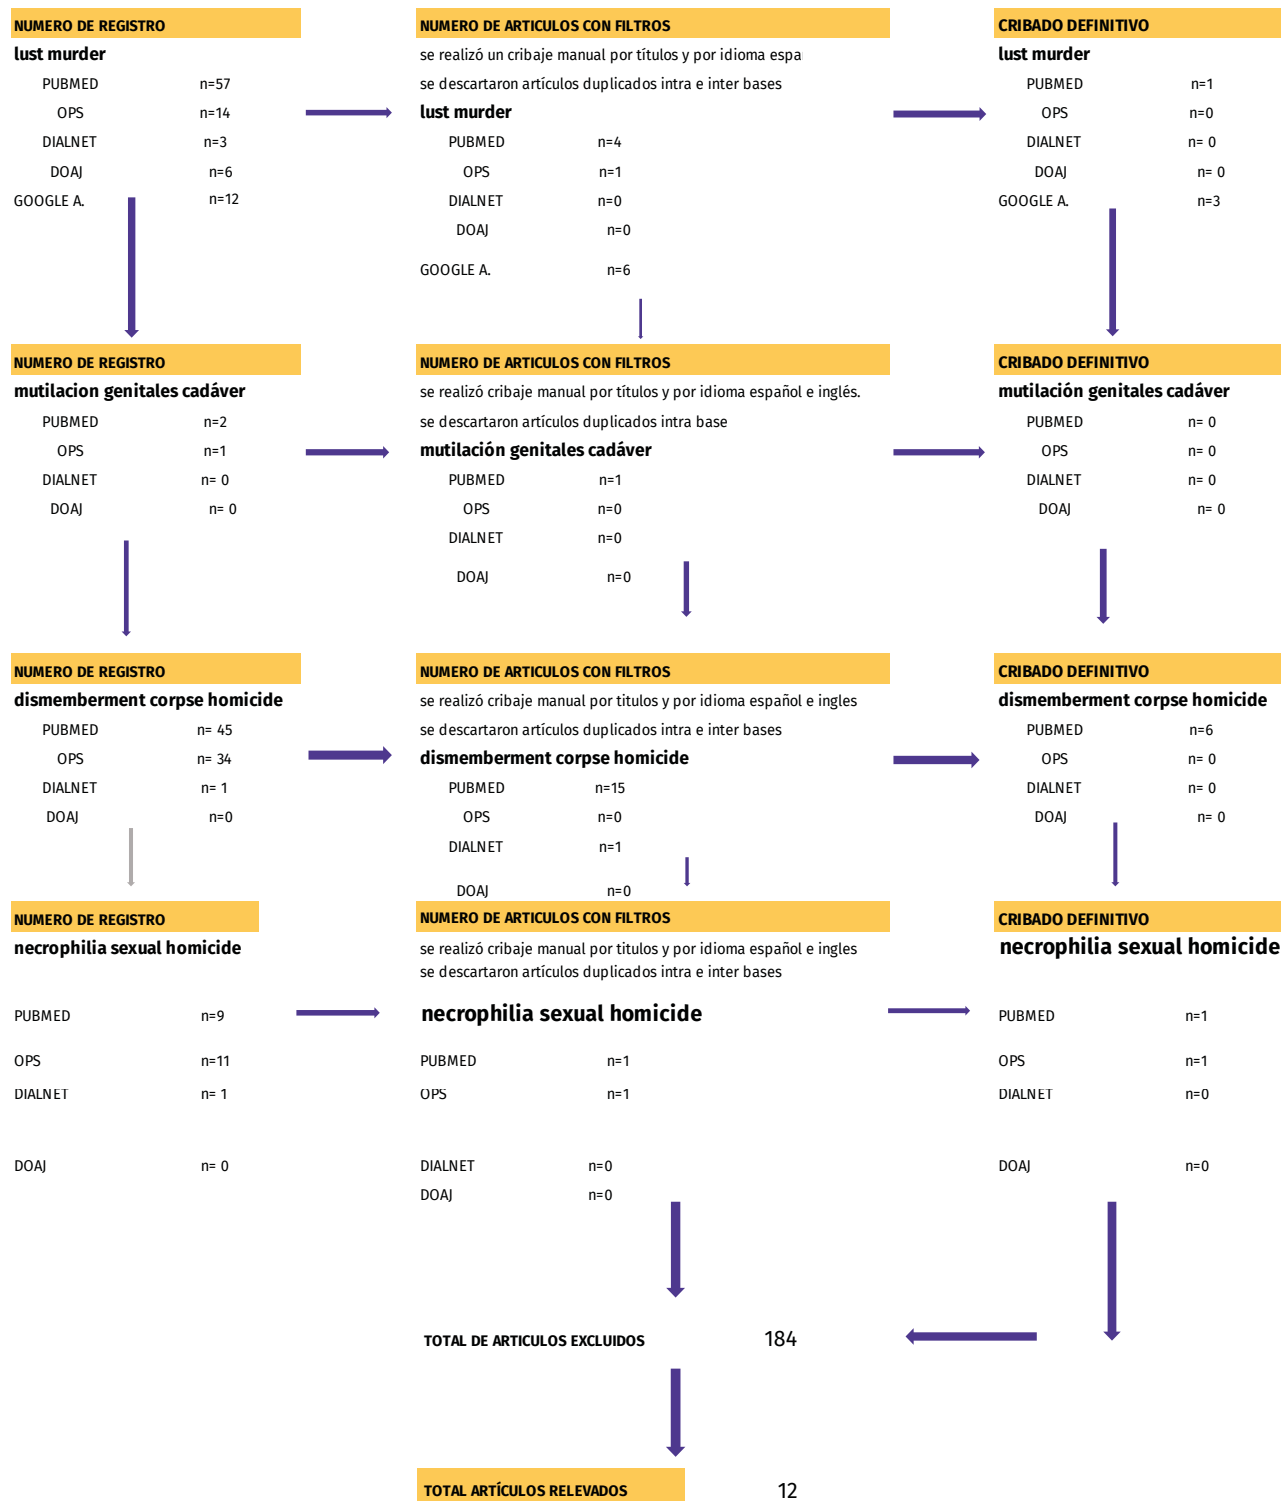 NUMERO DE REGISTRO
lust murder
PUBMED n=57
OPS n=14
DIALNET n=3
DOAJ n=6
GOOGLE A. n=12
NUMERO DE ARTICULOS CON FILTROS
se realizó un cribaje manual por títulos y por idioma espa
se descartaron artículos duplicados intra e inter bases
lust murder
PUBMED n=4
OPS n=1
DIALNET n=0
DOAJ n=0
GOOGLE A. n=6
CRIBADO DEFINITIVO
lust murder
PUBMED n=1
OPS n=0
DIALNET n= 0
DOAJ n= 0
GOOGLE A. n=3
NUMERO DE REGISTRO
mutilacion genitales cadáver
PUBMED n=2
OPS n=1
DIALNET n= 0
DOAJ n= 0
NUMERO DE ARTICULOS CON FILTROS
se realizó cribaje manual por títulos y por idioma español e inglés.
se descartaron artículos duplicados intra base
mutilación genitales cadáver
PUBMED n=1
OPS n=0
DIALNET n=0
DOAJ n=0
CRIBADO DEFINITIVO
mutilación genitales cadáver
PUBMED n= 0
OPS n= 0
DIALNET n= 0
DOAJ n= 0
NUMERO DE REGISTRO
dismemberment corpse homicide
PUBMED n= 45
OPS n= 34
DIALNET n= 1
DOAJ n=0
NUMERO DE ARTICULOS CON FILTROS
se realizó cribaje manual por titulos y por idioma español e ingles
se descartaron artículos duplicados intra e inter bases
dismemberment corpse homicide
PUBMED n=15
OPS n=0
DIALNET n=1
DOAJ n=0
CRIBADO DEFINITIVO
dismemberment corpse homicide
PUBMED n=6
OPS n= 0
DIALNET n= 0
DOAJ n= 0
NUMERO DE REGISTRO
necrophilia sexual homicide
PUBMED n=9
OPS n=11
DIALNET n= 1
DOAJ n= 0
NUMERO DE ARTICULOS CON FILTROS
se realizó cribaje manual por titulos y por idioma español e ingles
se descartaron artículos duplicados intra e inter bases
necrophilia sexual homicide
PUBMED n=1
OPS n=1
DIALNET n=0
DOAJ n=0
CRIBADO DEFINITIVO
necrophilia sexual homicide
PUBMED n=1
OPS n=1
DIALNET n=0
DOAJ n=0
TOTAL DE ARTICULOS EXCLUIDOS 184
TOTAL ARTÍCULOS RELEVADOS 12